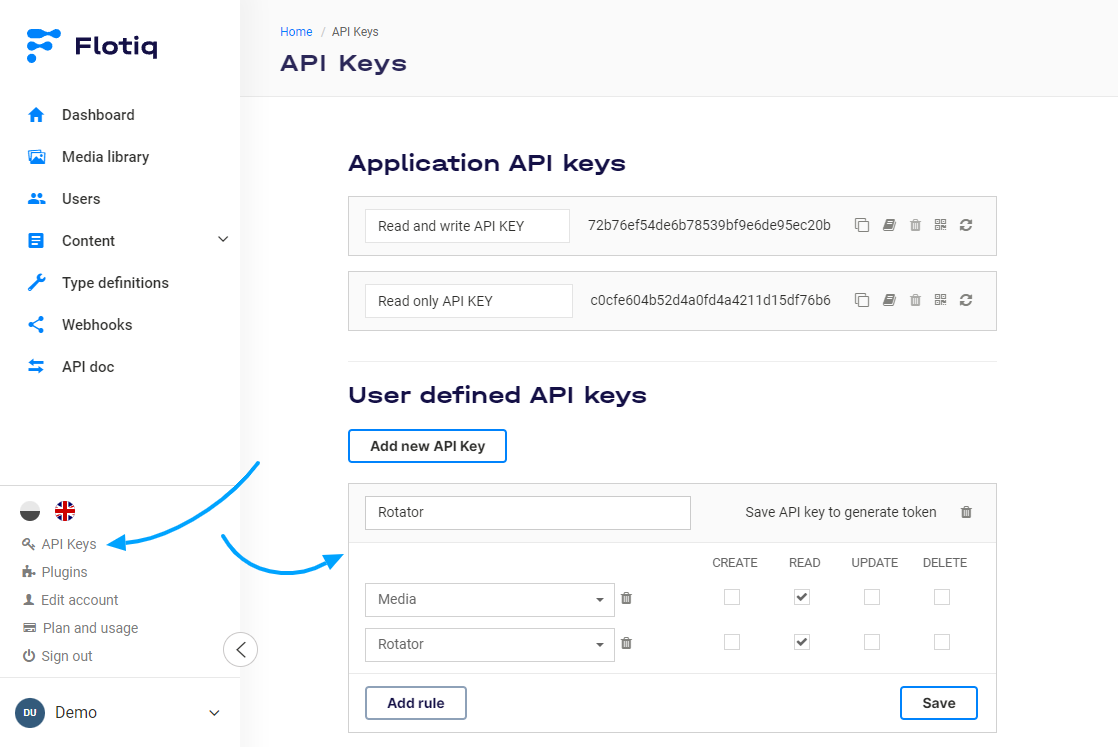 Flotiq
Dashboard
Media library
Users
Content
Type definitions
Webhooks
API doc
API Keys
Plugins
Edit account
Plan and usage
Sign out
DU Demo
Home / API Keys
API Keys
Application API keys
Read and write API KEY 72b76ef54de6b78539bf9e6de95ec20b
Read only API KEY c0cfe604b52d4a0fd4a4211d15df76b6
User defined API keys
Add new API Key
Rotator Save API key to generate token
CREATE READ UPDATE DELETE
Media
Rotator
Add rule Save